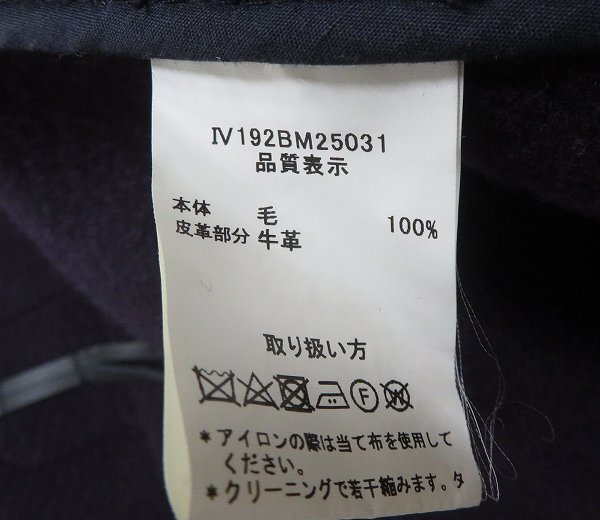 Ⅳ192BM25031
品質表示
本体 毛 100%
皮革部分 牛革
取り扱い方
F W
*アイロンの際は当て布を使用して
ください。
*クリーニングで若干縮みます。タ